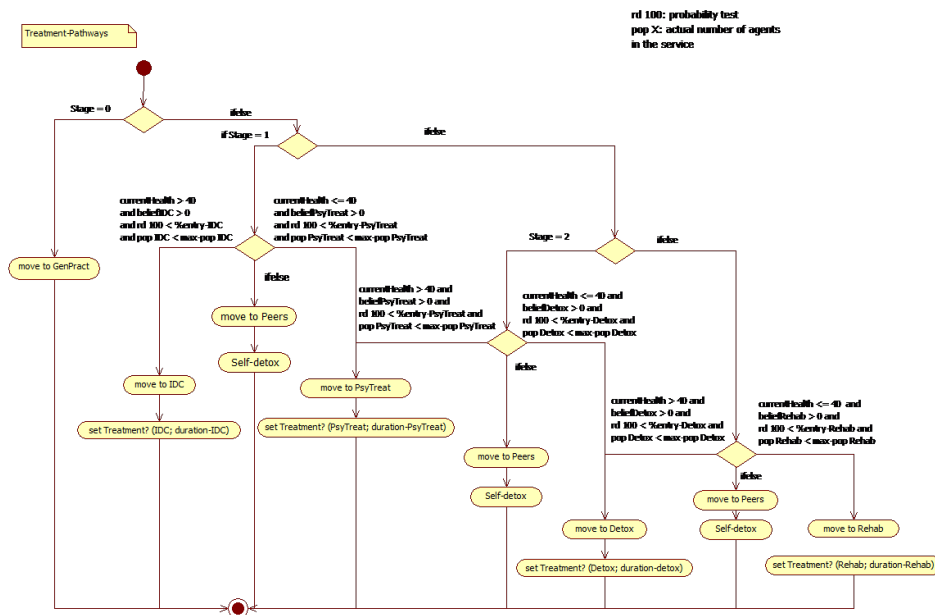 rd 100: probability test
pop X: actual number of agents
in the service
Treatment-Pathways
Stage = 0
ifelse
if Stage = 1
ifelse
currentHealth > 40
and beliefIDC > 0
and rd 100 < %entry-IDC
and pop IDC < max-pop IDC
currentHealth <= 40
and beliefPsyTreat > 0
and rd 100 < %entry-PsyTreat
and pop PsyTreat < max-pop PsyTreat
Stage = 2
ifelse
move to GenPract
ifelse
currentHealth > 40 and
beliefPsyTreat > 0 and
rd 100 < %entry-PsyTreat and
pop PsyTreat < max-pop PsyTreat
currentHealth <= 40 and
beliefDetox > 0 and
rd 100 < %entry-Detox and
pop Detox < max-pop Detox
move to Peers
Self-detox
ifelse
move to IDC
move to PsyTreat
set Treatment? (IDC; duration-IDC)
set Treatment? (PsyTreat; duration-PsyTreat)
currentHealth > 40 and
beliefDetox > 0 and
rd 100 < %entry-Detox and
pop Detox < max-pop Detox
currentHealth <= 40 and
beliefRehab > 0 and
rd 100 < %entry-Rehab and
pop Rehab < max-pop Rehab
move to Peers
Self-detox
ifelse
move to Peers
Self-detox
move to Detox
move to Rehab
set Treatment? (Detox; duration-detox)
set Treatment? (Rehab; duration-Rehab)